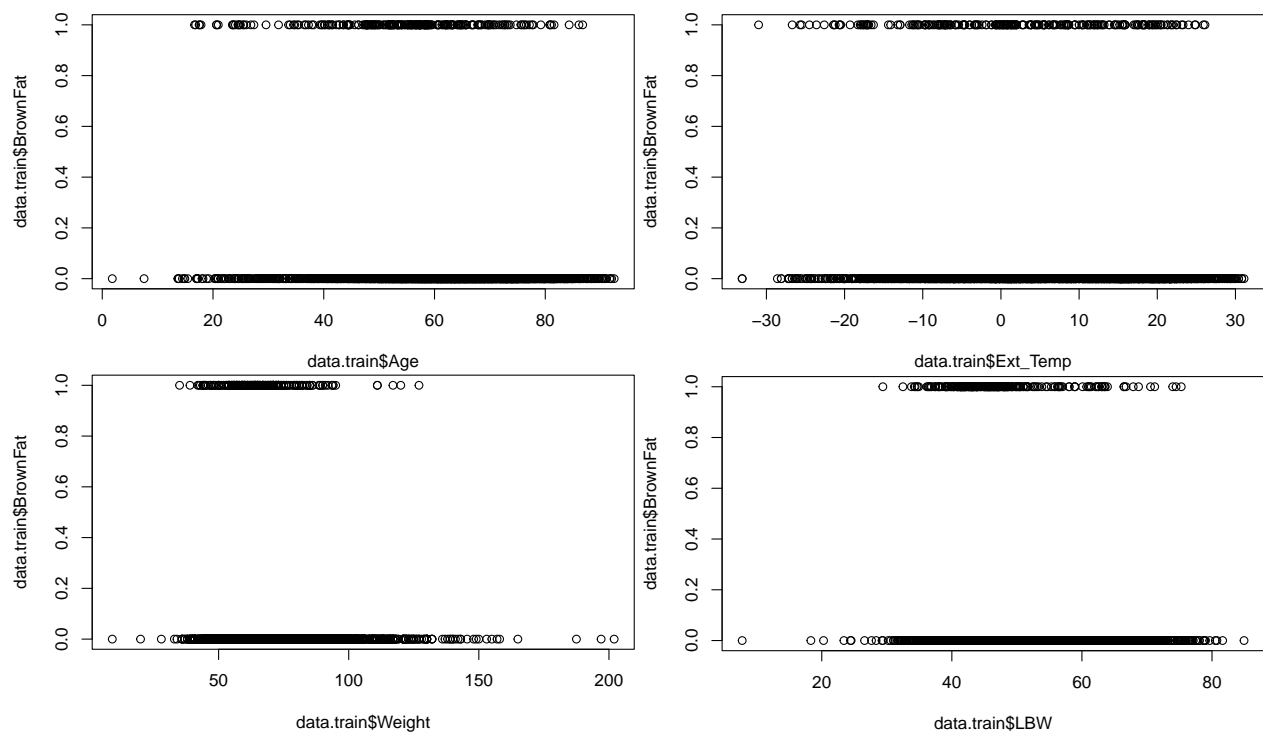 data.train$BrownFat
0.0 0.2 0.4 0.6 0.8 1.0
0 20 40 60 80
data.train$Age
data.train$BrownFat
0.0 0.2 0.4 0.6 0.8 1.0
−30 −20 −10 0 10 20 30
data.train$Ext_Temp
data.train$BrownFat
0.0 0.2 0.4 0.6 0.8 1.0
50 100 150 200
data.train$Weight
data.train$BrownFat
0.0 0.2 0.4 0.6 0.8 1.0
20 40 60 80
data.train$LBW